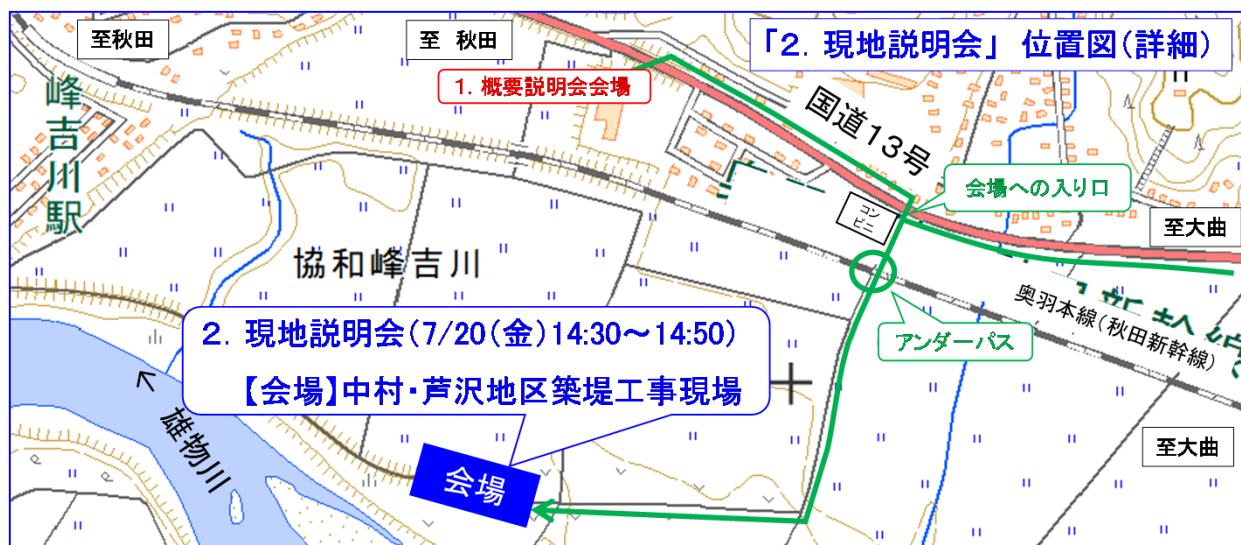 「2．現地説明会」 位置図(詳細)
至秋田
至 秋田
1．概要説明会会場
峰吉川駅
国道13号
会場への入り口
コン
ビニ
至大曲
協和峰吉川
奥羽本線(秋田新幹線)
アンダーパス
2．現地説明会(7/20(金)14:30～14:50)
【会場】中村・芦沢地区築堤工事現場
↑
雄物川
会場
至大曲